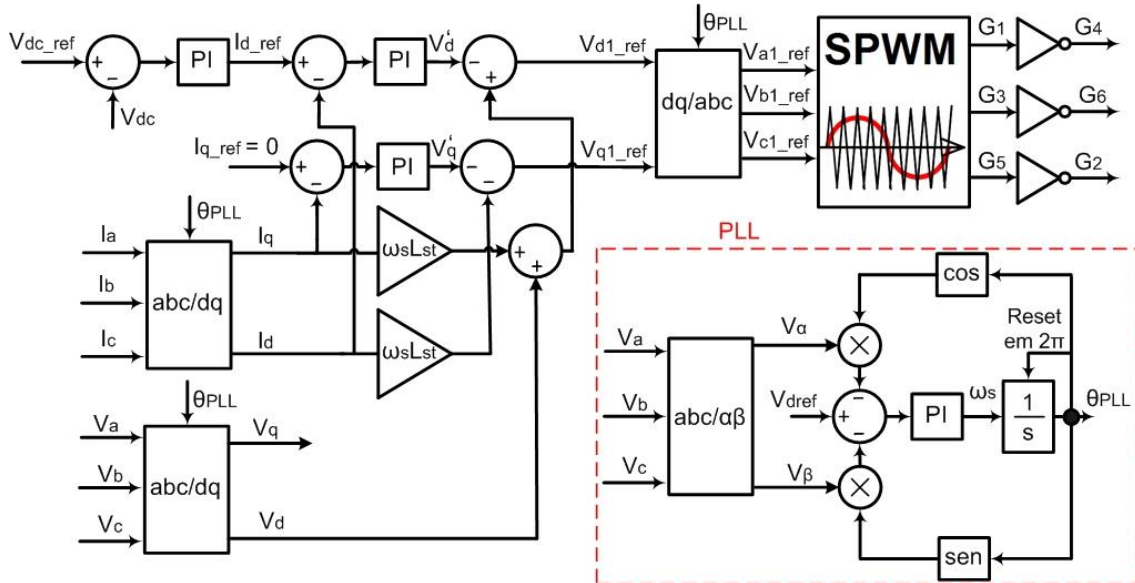 Vdc_ref
+
−
Vdc
PI
Id_ref
+
−
PI
V'd
−
+
Vd1_ref
θPLL
dq/abc
Va1_ref
Vb1_ref
Vc1_ref
SPWM
G1
G4
G3
G6
G5
G2
Iq_ref = 0
+
−
PI
V'q
−
−
Vq1_ref
θPLL
Ia
Ib
Ic
abc/dq
Iq
Id
ωsLst
ωsLst
+
+
θPLL
Va
Vb
Vc
abc/dq
Vq
Vd
PLL
Va
Vb
Vc
abc/αβ
Vα
Vβ
×
×
cos
Vdref
+
−
−
PI
ωs
Reset
em 2π
1
s
θPLL
sen